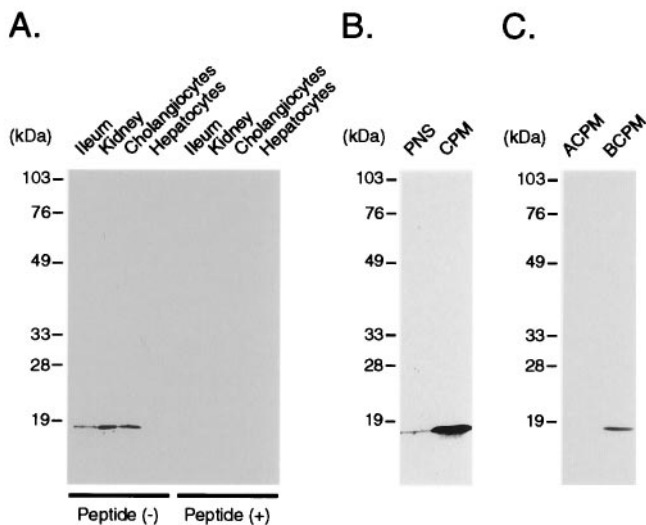 A.
B.
C.
(kDa)
Ileum
Kidney
Cholangiocytes
Hepatocytes
Ileum
Kidney
Cholangiocytes
Hepatocytes
103
76
49
33
28
19
Peptide (-)
Peptide (+)
(kDa)
PNS
CPM
103
76
49
33
28
19
(kDa)
ACPM
BCPM
103
76
49
33
28
19